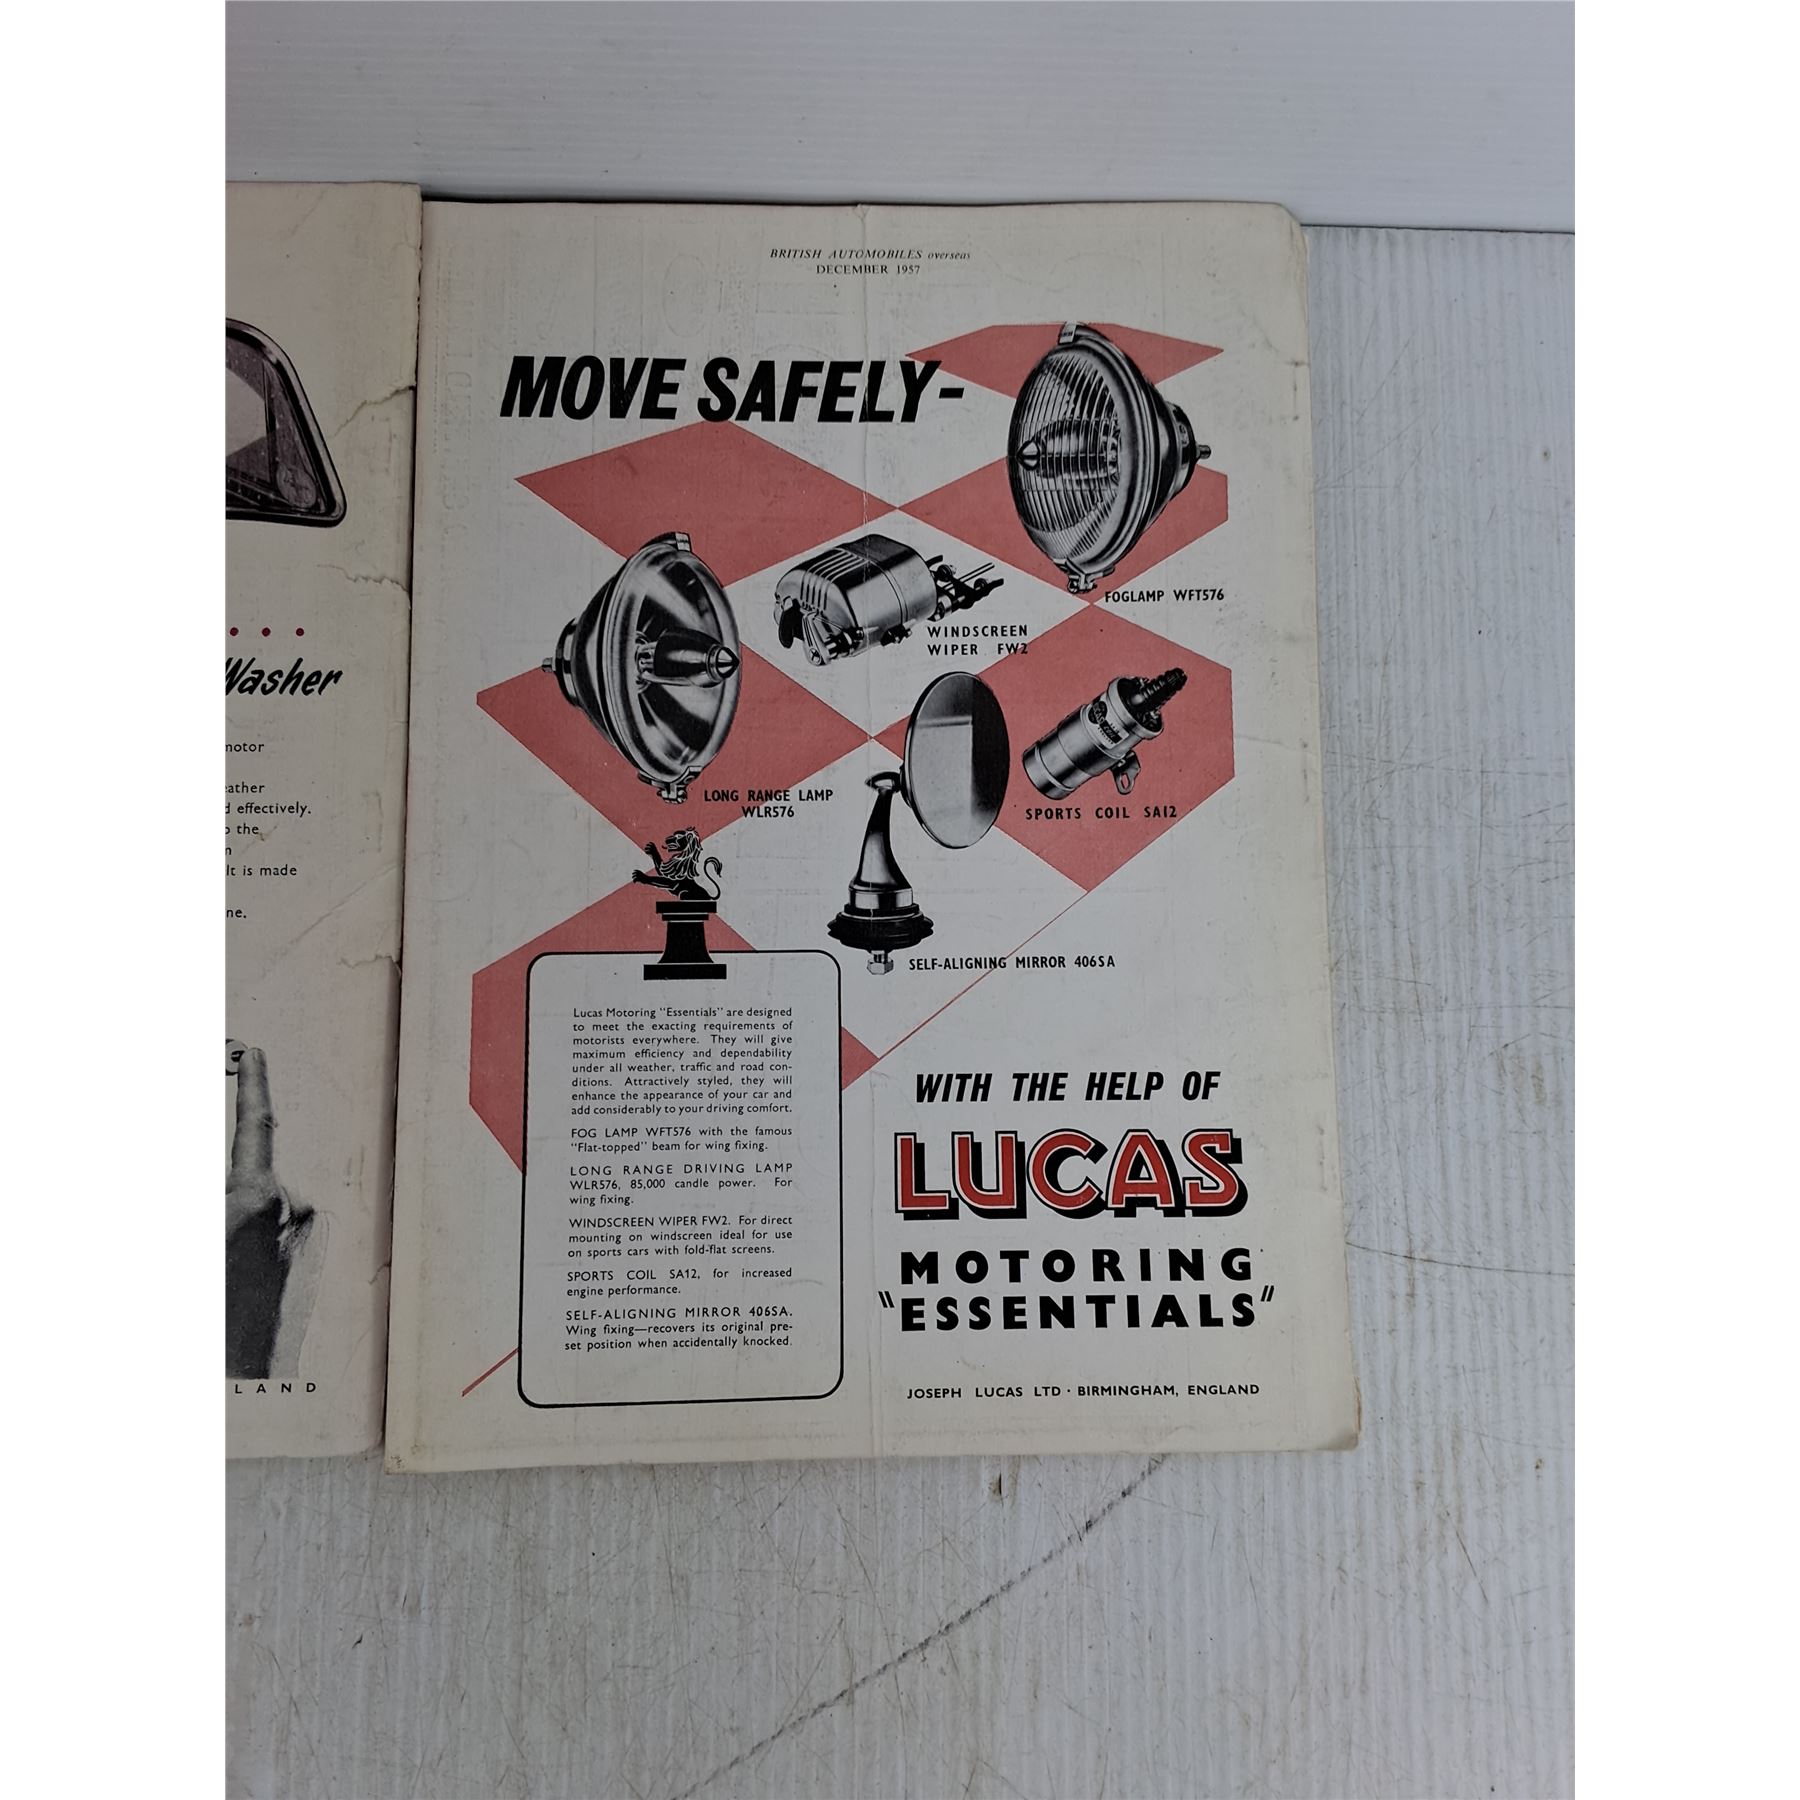 Washer
motor
effectively.
the
It is made
LAND
BRITISH AUTOMOBILES overseas
DECEMBER 1957
MOVE SAFELY-
FOGLAMP WFT576
WINDSCREEN
WIPER FW2
LONG RANGE LAMP
WLR576
SPORTS COIL SA12
SELF-ALIGNING MIRROR 406SA
Lucas Motoring "Essentials" are designed
to meet the exacting requirements of
motorists everywhere. They will give
maximum efficiency and dependability
under all weather, traffic and road con-
ditions. Attractively styled, they will
enhance the appearance of your car and
add considerably to your driving comfort.
FOG LAMP WFT576 with the famous
"Flat-topped" beam for wing fixing.
LONG RANGE DRIVING LAMP
WLR576, 85,000 candle power. For
wing fixing.
WINDSCREEN WIPER FW2. For direct
mounting on windscreen ideal for use
on sports cars with fold-flat screens.
SPORTS COIL SA12, for increased
engine performance.
SELF-ALIGNING MIRROR 406SA.
Wing fixing—recovers its original pre-
set position when accidentally knocked.
WITH THE HELP OF
LUCAS
MOTORING
"ESSENTIALS"
JOSEPH LUCAS LTD · BIRMINGHAM, ENGLAND